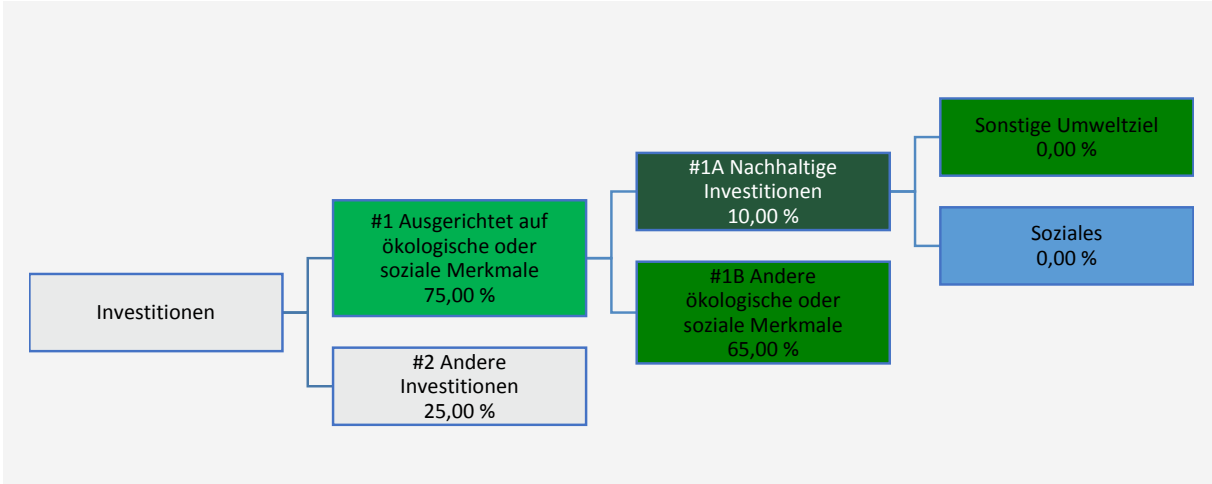 Investitionen
#1 Ausgerichtet auf
ökologische oder
soziale Merkmale
75,00 %
#2 Andere
Investitionen
25,00 %
#1A Nachhaltige
Investitionen
10,00 %
#1B Andere
ökologische oder
soziale Merkmale
65,00 %
Sonstige Umweltziel
0,00 %
Soziales
0,00 %